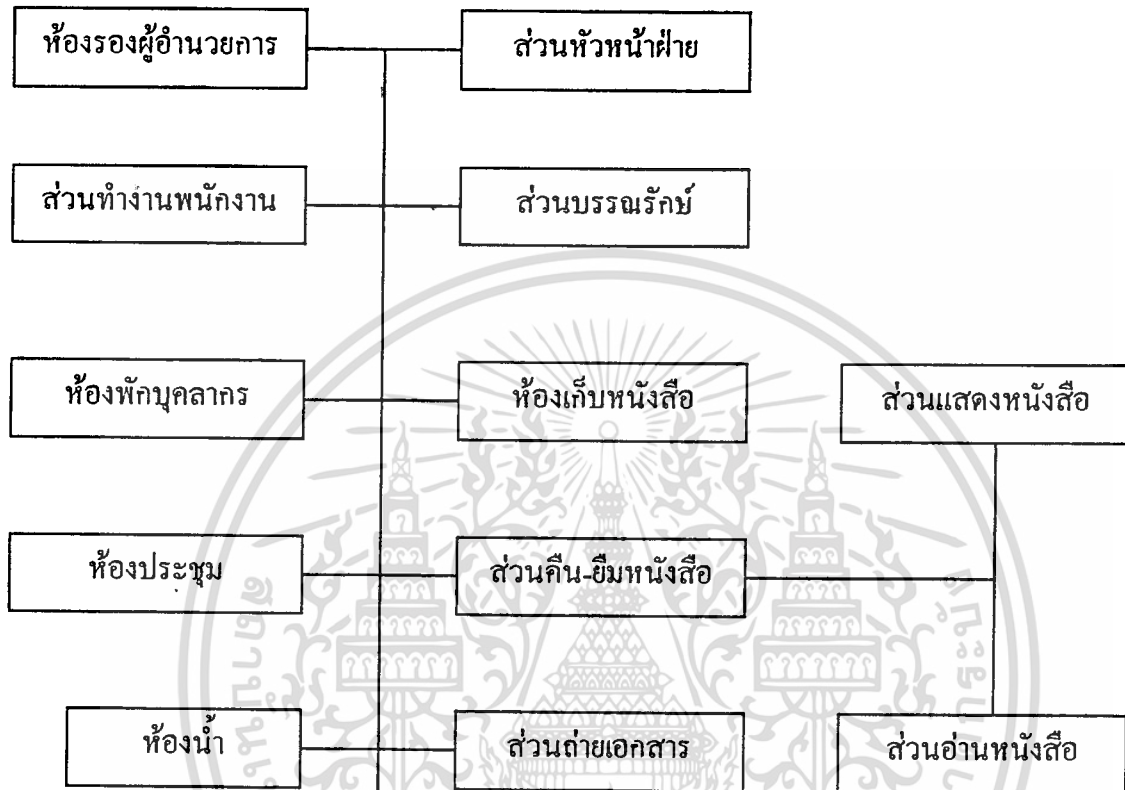 ห้องรองผู้อำนวยการ
ส่วนหัวหน้าฝ่าย
ส่วนทำงานพนักงาน
ส่วนบรรณรักษ์
ห้องพักบุคลากร
ห้องเก็บหนังสือ
ส่วนแสดงหนังสือ
ห้องประชุม
ส่วนคืน-ยืมหนังสือ
ห้องน้ำ
ส่วนถ่ายเอกสาร
ส่วนอ่านหนังสือ